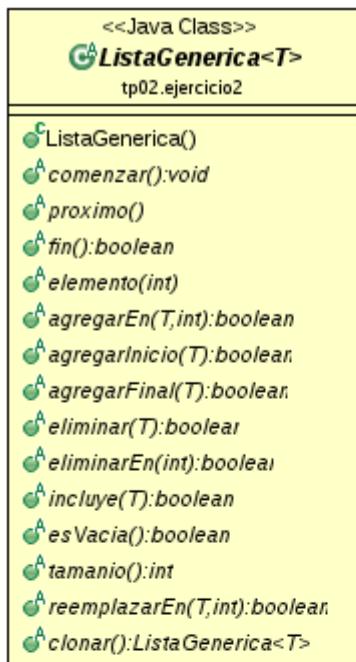 <<Java Class>>
ListaGenerica<T>
tp02.ejercicio2
ListaGenerica()
comenzar():void
proximo()
fin():boolean
elemento(int)
agregarEn(T,int):boolean
agregarInicio(T):boolean
agregarFinal(T):boolean
eliminar(T):boolean
eliminarEn(int):boolean
incluye(T):boolean
esVacia():boolean
tamanio():int
reemplazarEn(T,int):boolean
clonar():ListaGenerica<T>